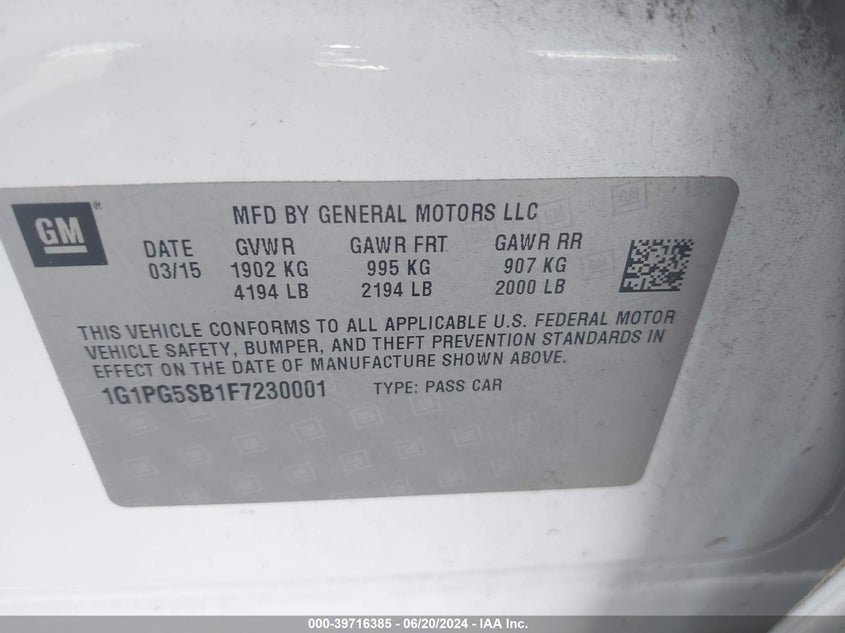 GM®
MFD BY GENERAL MOTORS LLC
DATE GVWR GAWR FRT GAWR RR
03/15 1902 KG 995 KG 907 KG
4194 LB 2194 LB 2000 LB
THIS VEHICLE CONFORMS TO ALL APPLICABLE U.S. FEDERAL MOTOR
VEHICLE SAFETY, BUMPER, AND THEFT PREVENTION STANDARDS IN
EFFECT ON THE DATE OF MANUFACTURE SHOWN ABOVE.
1G1PG5SB1F7230001 TYPE: PASS CAR
000-39716385 - 06/20/2024 - IAA Inc.